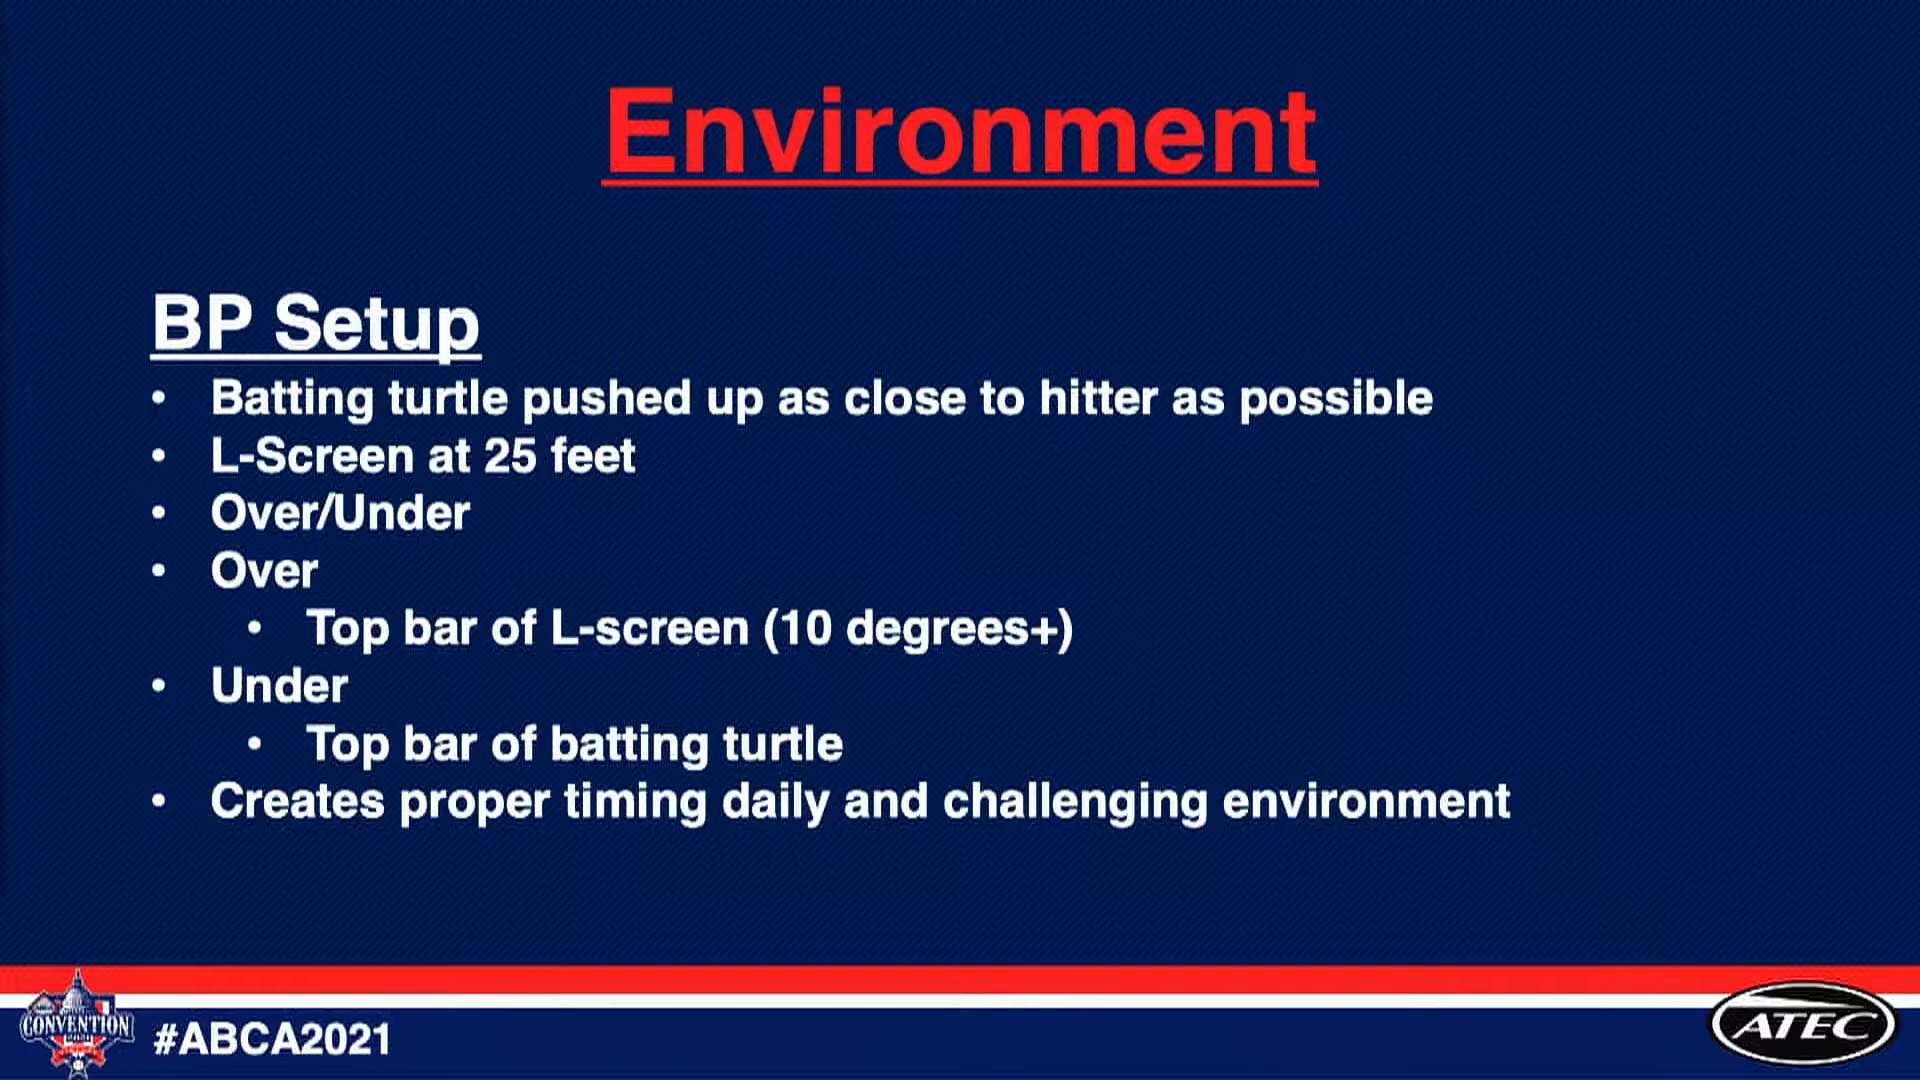 Environment
BP Setup
• Batting turtle pushed up as close to hitter as possible
• L-Screen at 25 feet
• Over/Under
• Over
• Top bar of L-screen (10 degrees+)
• Under
• Top bar of batting turtle
• Creates proper timing daily and challenging environment
CONVENTION
#ABCA2021
ATEC